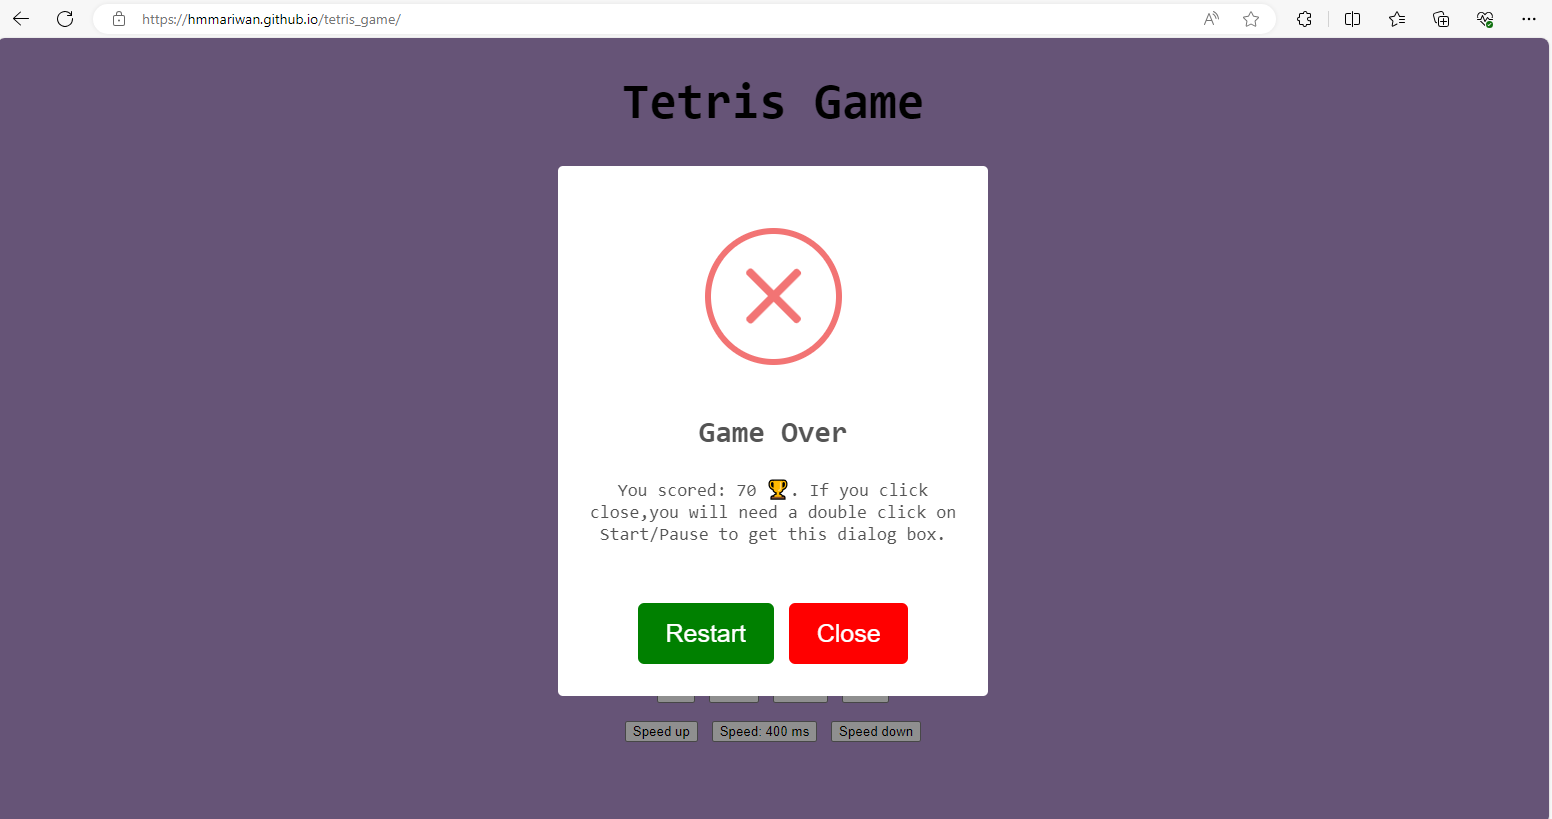 https://hmmariwan.github.io/tetris_game/
Tetris Game
Game Over
You scored: 70 🏆. If you click
close,you will need a double click on
Start/Pause to get this dialog box.
Restart Close
Speed up Speed: 400 ms Speed down